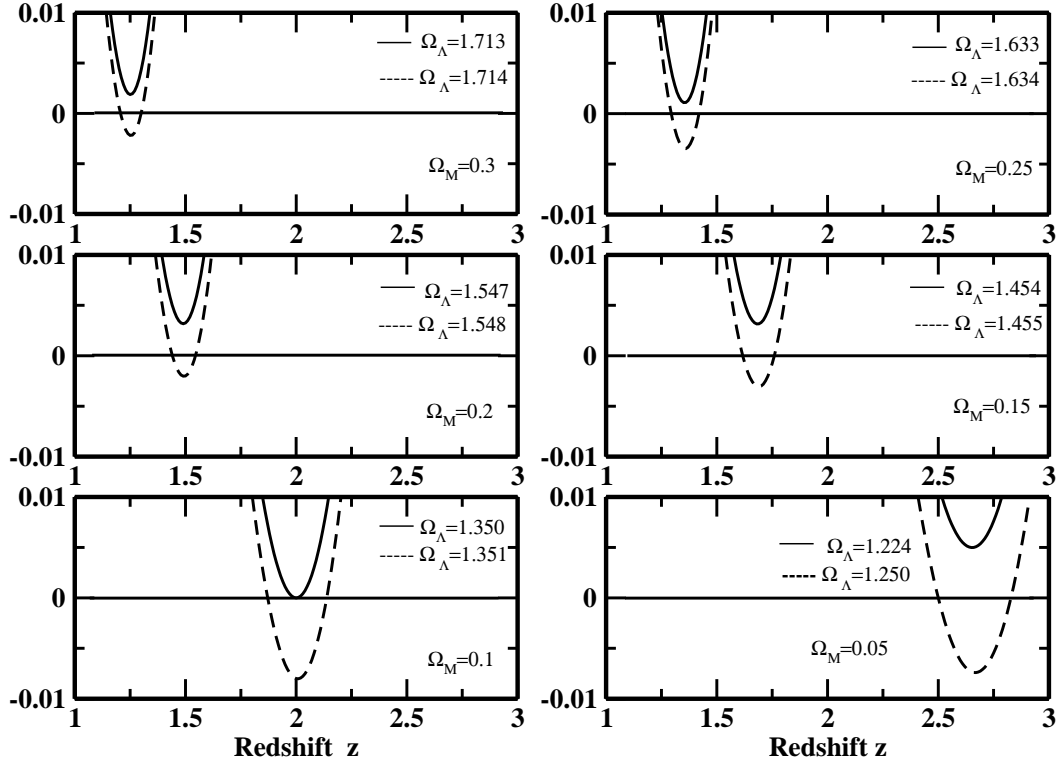 0.01
0
-0.01
Ω_Λ=1.713
Ω_Λ=1.714
Ω_M=0.3
1 1.5 2 2.5 3
0.01
0
-0.01
Ω_Λ=1.633
Ω_Λ=1.634
Ω_M=0.25
1 1.5 2 2.5 3
0.01
0
-0.01
Ω_Λ=1.547
Ω_Λ=1.548
Ω_M=0.2
1 1.5 2 2.5 3
0.01
0
-0.01
Ω_Λ=1.454
Ω_Λ=1.455
Ω_M=0.15
1 1.5 2 2.5 3
0.01
0
-0.01
Ω_Λ=1.350
Ω_Λ=1.351
Ω_M=0.1
1 1.5 2 2.5 3
Redshift z
0.01
0
-0.01
Ω_Λ=1.224
Ω_Λ=1.250
Ω_M=0.05
1 1.5 2 2.5 3
Redshift z